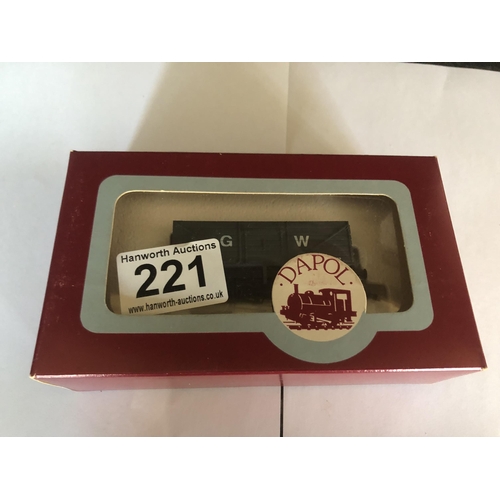 G W
Hanworth Auctions
221
www.hanworth-auctions.co.uk
· DAPOL ·